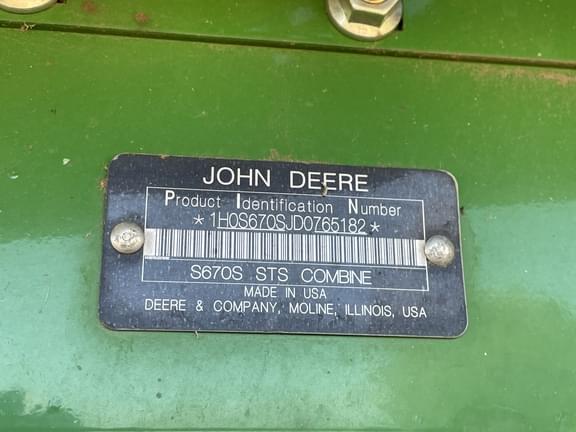 JOHN DEERE
Product Identification Number
*1H0S670SJD0765182*
S670S STS COMBINE
MADE IN USA
DEERE & COMPANY, MOLINE, ILLINOIS, USA